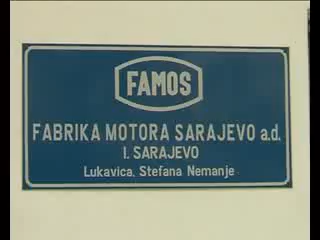 FAMOS
FABRIKA MOTORA SARAJEVO a.d.
I. SARAJEVO
Lukavica, Stefana Nemanje